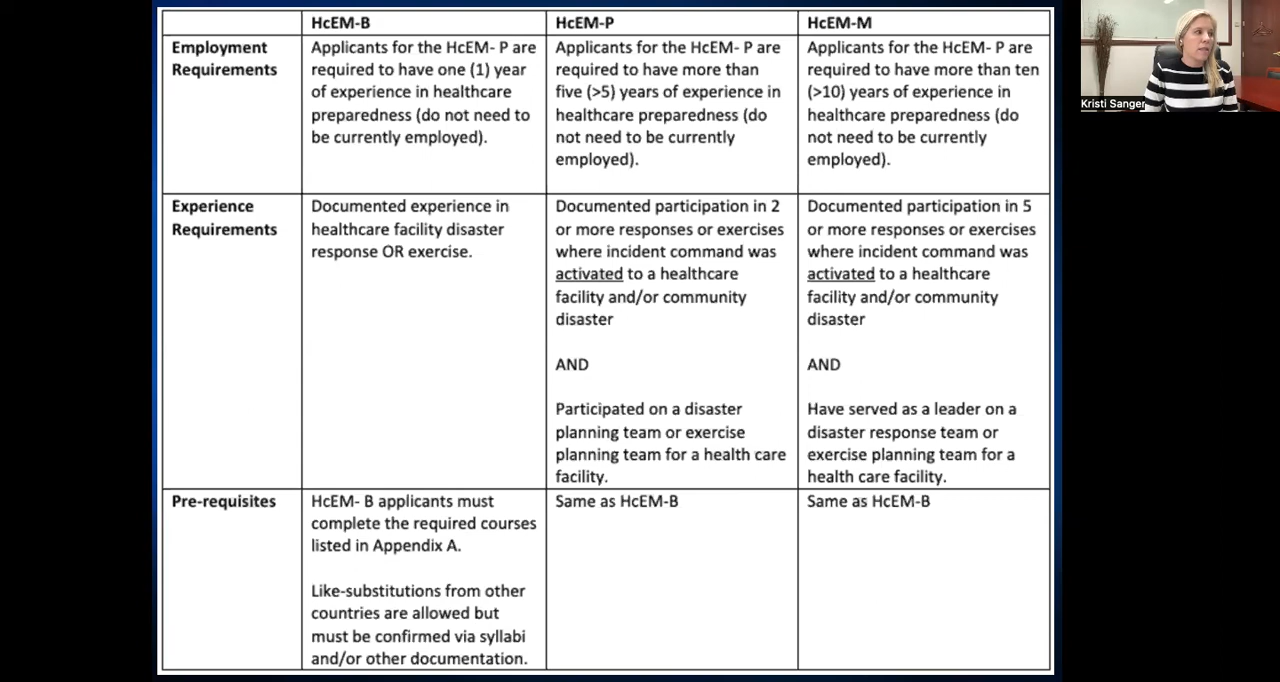 HcEM-B
HcEM-P
HcEM-M
Employment
Requirements
Applicants for the HcEM- P are
required to have one (1) year
of experience in healthcare
preparedness (do not need to
be currently employed).
Applicants for the HcEM- P are
required to have more than
five (>5) years of experience in
healthcare preparedness (do
not need to be currently
employed).
Applicants for the HcEM- P are
required to have more than ten
(>10) years of experience in
healthcare preparedness (do
not need to be currently
employed).
Experience
Requirements
Documented experience in
healthcare facility disaster
response OR exercise.
Documented participation in 2
or more responses or exercises
where incident command was
activated to a healthcare
facility and/or community
disaster
AND
Participated on a disaster
planning team or exercise
planning team for a health care
facility.
Documented participation in 5
or more responses or exercises
where incident command was
activated to a healthcare
facility and/or community
disaster
AND
Have served as a leader on a
disaster response team or
exercise planning team for a
health care facility.
Pre-requisites
HcEM- B applicants must
complete the required courses
listed in Appendix A.
Like-substitutions from other
countries are allowed but
must be confirmed via syllabi
and/or other documentation.
Same as HcEM-B
Same as HcEM-B
Kristi Sanger